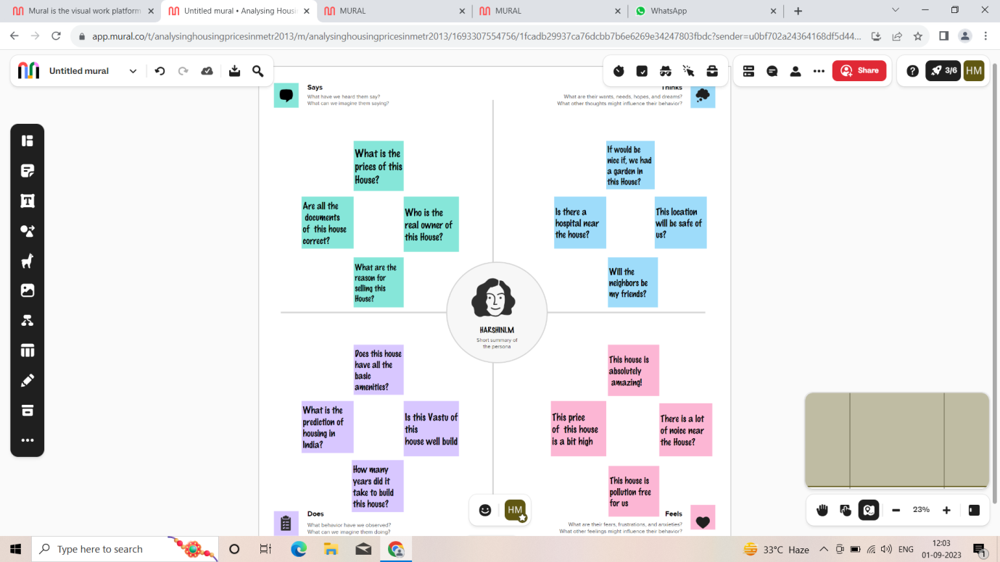 Mural is the visual work platform
Untitled mural • Analysing Housi
MURAL
MURAL
WhatsApp
app.mural.co/t/analysinghousingpricesinmetr2013/m/analysinghousingpricesinmetr2013/1693307554756/1fcadb29937ca76dcbb7b6e6269e34247803fbdc?sender=u0bf702a24364168df5d44...
Untitled mural
Share
3/6
HM
Says
What have we heard them say?
What can we imagine them saying?
Thinks
What are their wants, needs, hopes, and dreams?
What other thoughts might influence their behavior?
What is the
prices of this
House?
Are all the
documents
of this house
correct?
Who is the
real owner of
this House?
What are the
reason for
selling this
House?
If would be
nice if, we had
a garden in
this House?
Is there a
hospital near
the house?
This location
will be safe of
us?
Will the
neighbors be
my friends?
HARSHINI.M
Short summary of
the persona
Does this house
have all the
basic
amenities?
What is the
prediction of
housing in
India?
Is this Vastu of
this
house well build
How many
years did it
take to build
this house?
This house is
absolutely
amazing!
This price
of this house
is a bit high
There is a lot
of noice near
the House?
This house is
pollution free
for us
Does
What behavior have we observed?
What can we imagine them doing?
Feels
What are their fears, frustrations, and anxieties?
What other feelings might influence their behavior?
HM
23%
Type here to search
33°C Haze
ENG
12:03
01-09-2023
1